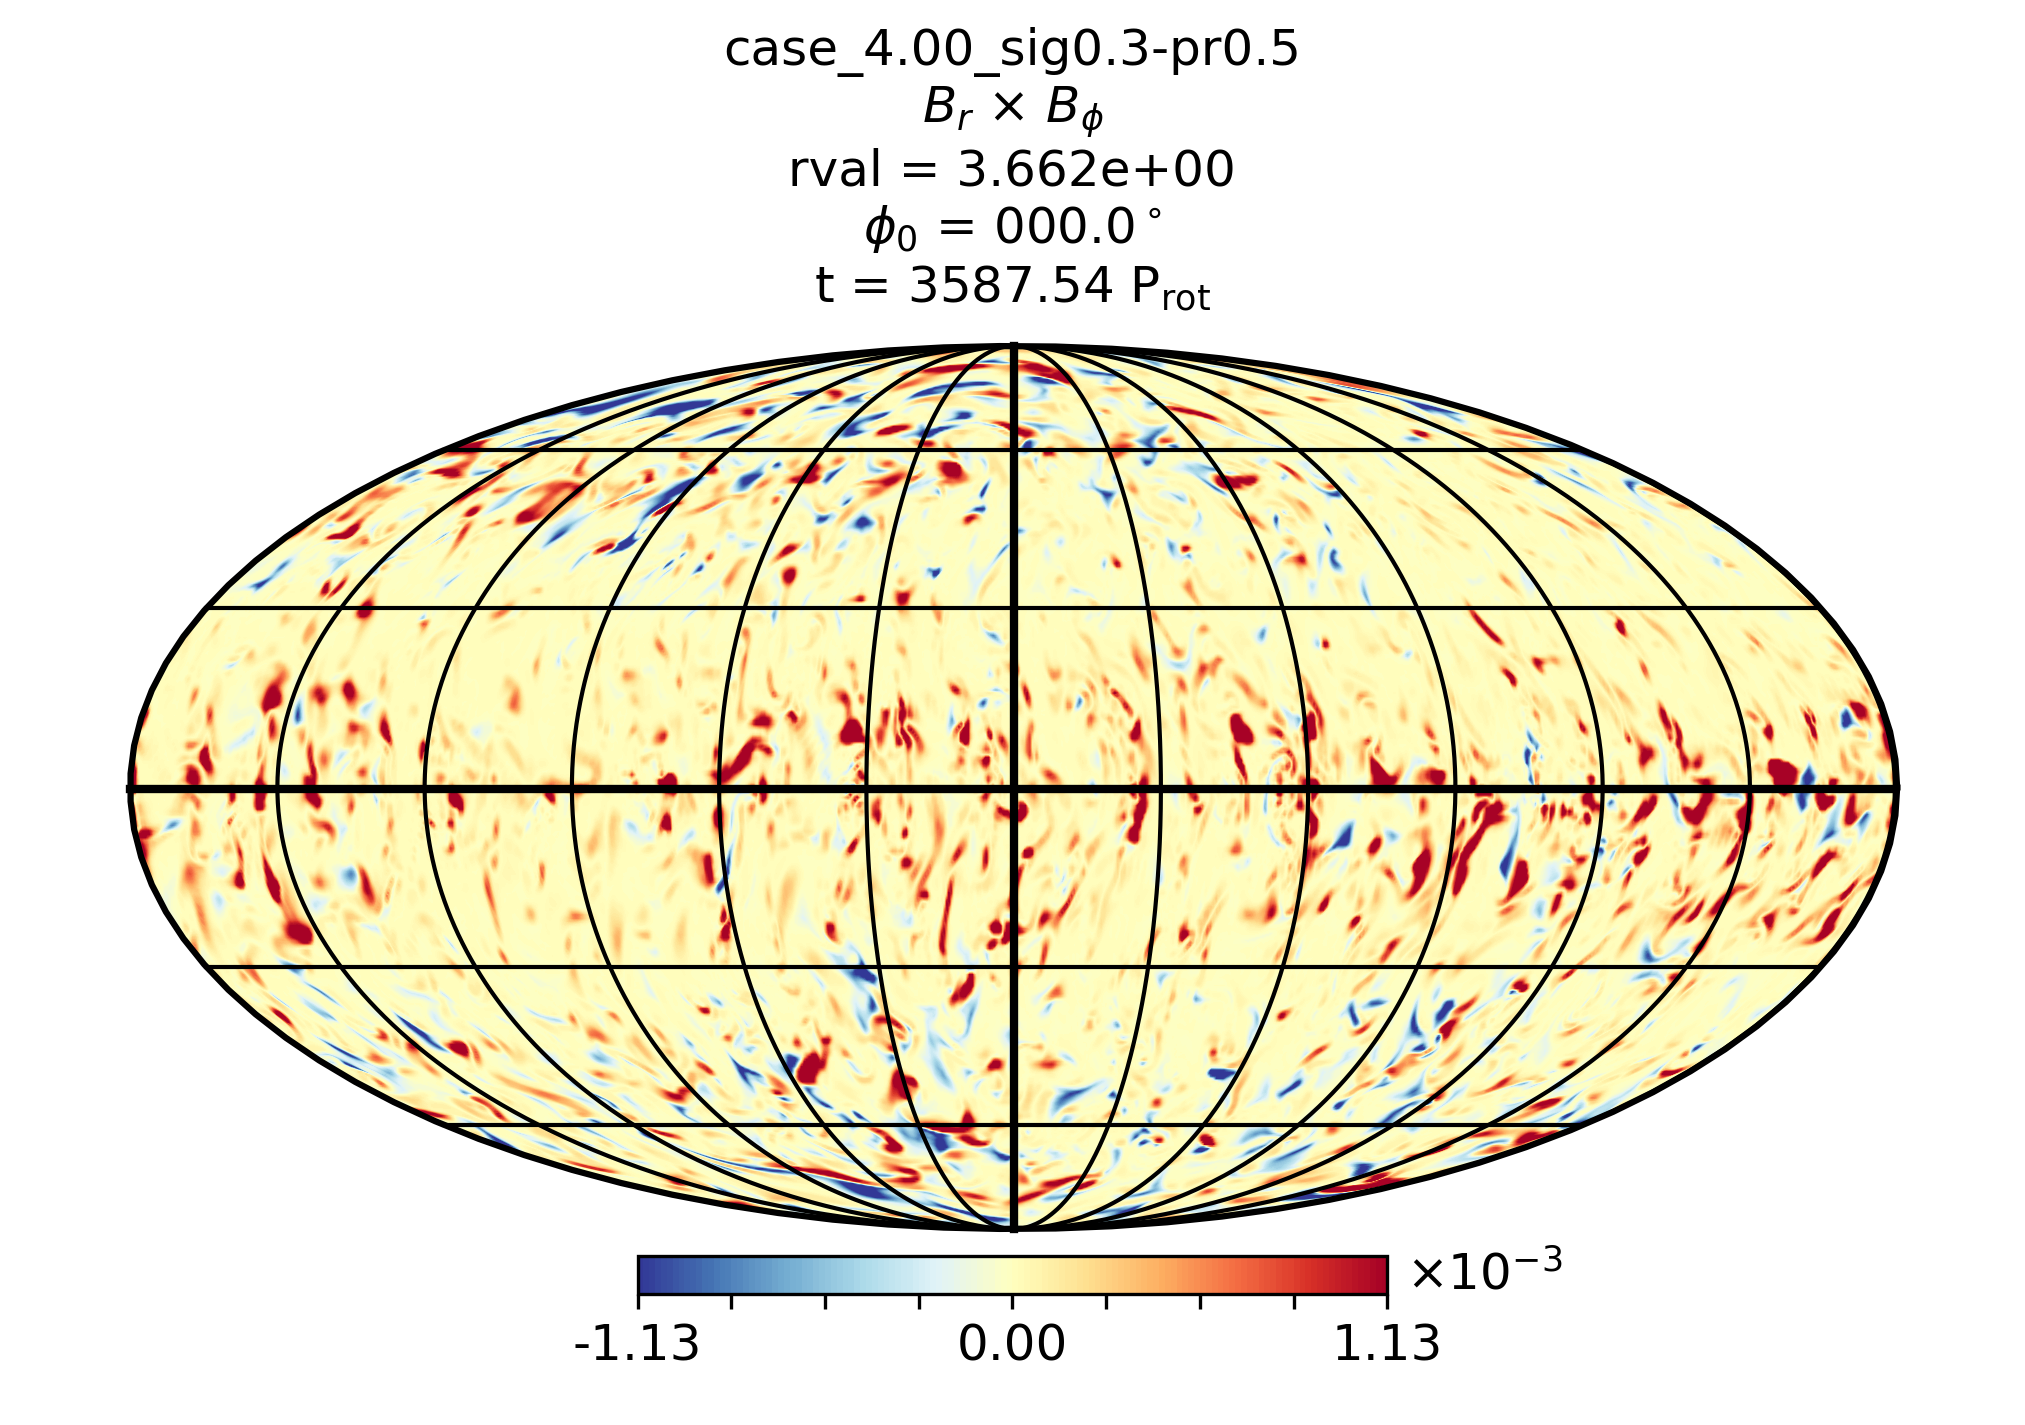 case_4.00_sig0.3-pr0.5
B_r × B_ϕ
rval = 3.662e+00
ϕ_0 = 000.0°
t = 3587.54 P_rot
×10^−3
-1.13 0.00 1.13